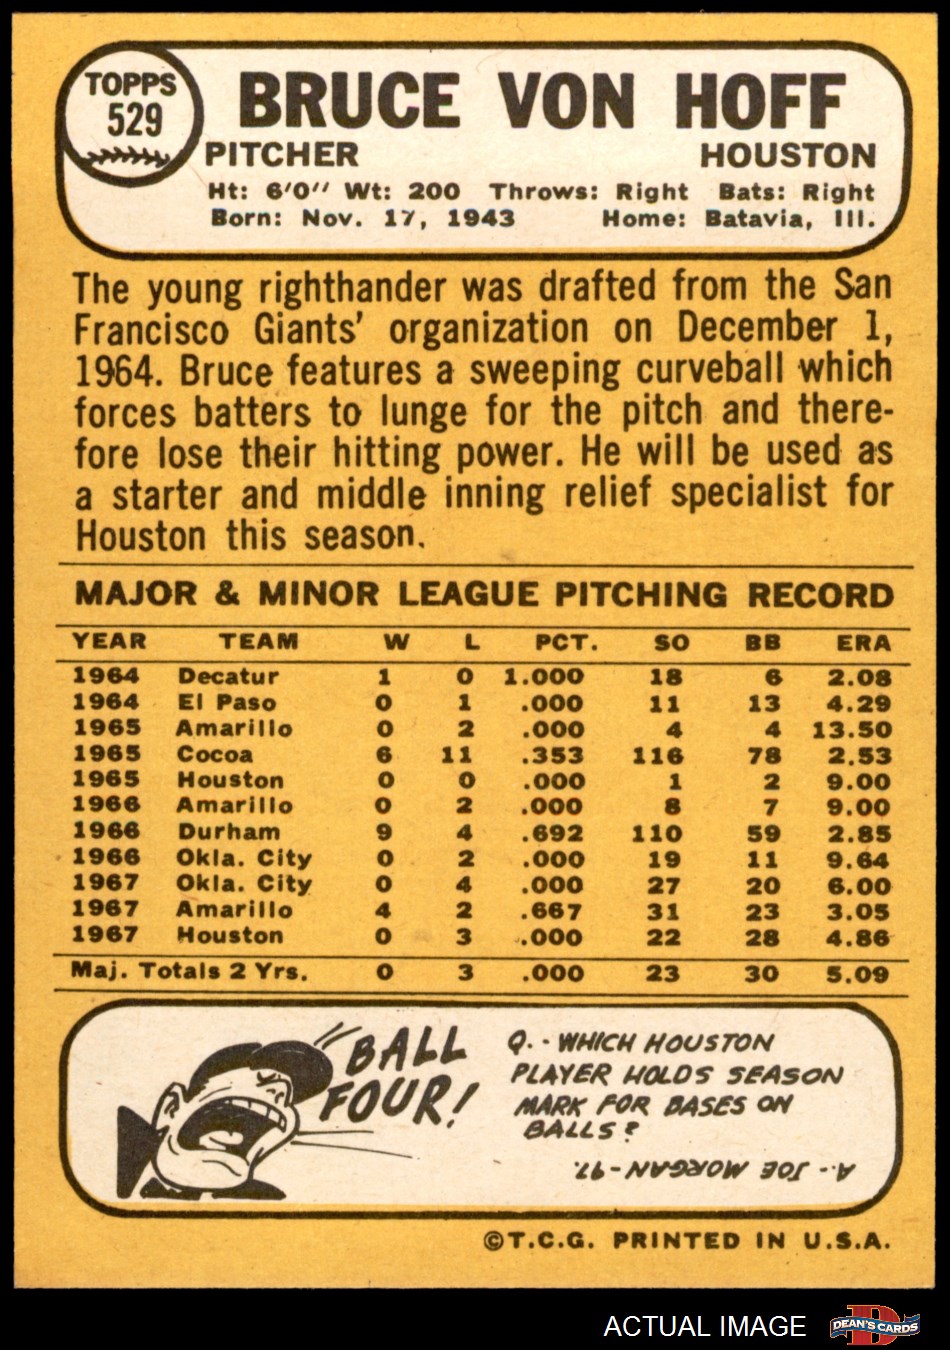 TOPPS
529
BRUCE VON HOFF
PITCHER HOUSTON
Ht: 6'0'' Wt: 200 Throws: Right Bats: Right
Born: Nov. 17, 1943 Home: Batavia, Ill.
The young righthander was drafted from the San
Francisco Giants' organization on December 1,
1964. Bruce features a sweeping curveball which
forces batters to lunge for the pitch and there-
fore lose their hitting power. He will be used as
a starter and middle inning relief specialist for
Houston this season.
MAJOR & MINOR LEAGUE PITCHING RECORD
YEAR TEAM W L PCT. SO BB ERA
1964 Decatur 1 0 1.000 18 6 2.08
1964 El Paso 0 1 .000 11 13 4.29
1965 Amarillo 0 2 .000 4 4 13.50
1965 Cocoa 6 11 .353 116 78 2.53
1965 Houston 0 0 .000 1 2 9.00
1966 Amarillo 0 2 .000 8 7 9.00
1966 Durham 9 4 .692 110 59 2.85
1966 Okla. City 0 2 .000 19 11 9.64
1967 Okla. City 0 4 .000 27 20 6.00
1967 Amarillo 4 2 .667 31 23 3.05
1967 Houston 0 3 .000 22 28 4.86
Maj. Totals 2 Yrs. 0 3 .000 23 30 5.09
BALL
FOUR!
Q.-WHICH HOUSTON
PLAYER HOLDS SEASON
MARK FOR BASES ON
BALLS?
A.-JOE MORGAN-97.
©T.C.G. PRINTED IN U.S.A.
ACTUAL IMAGE
D
DEAN'S CARDS